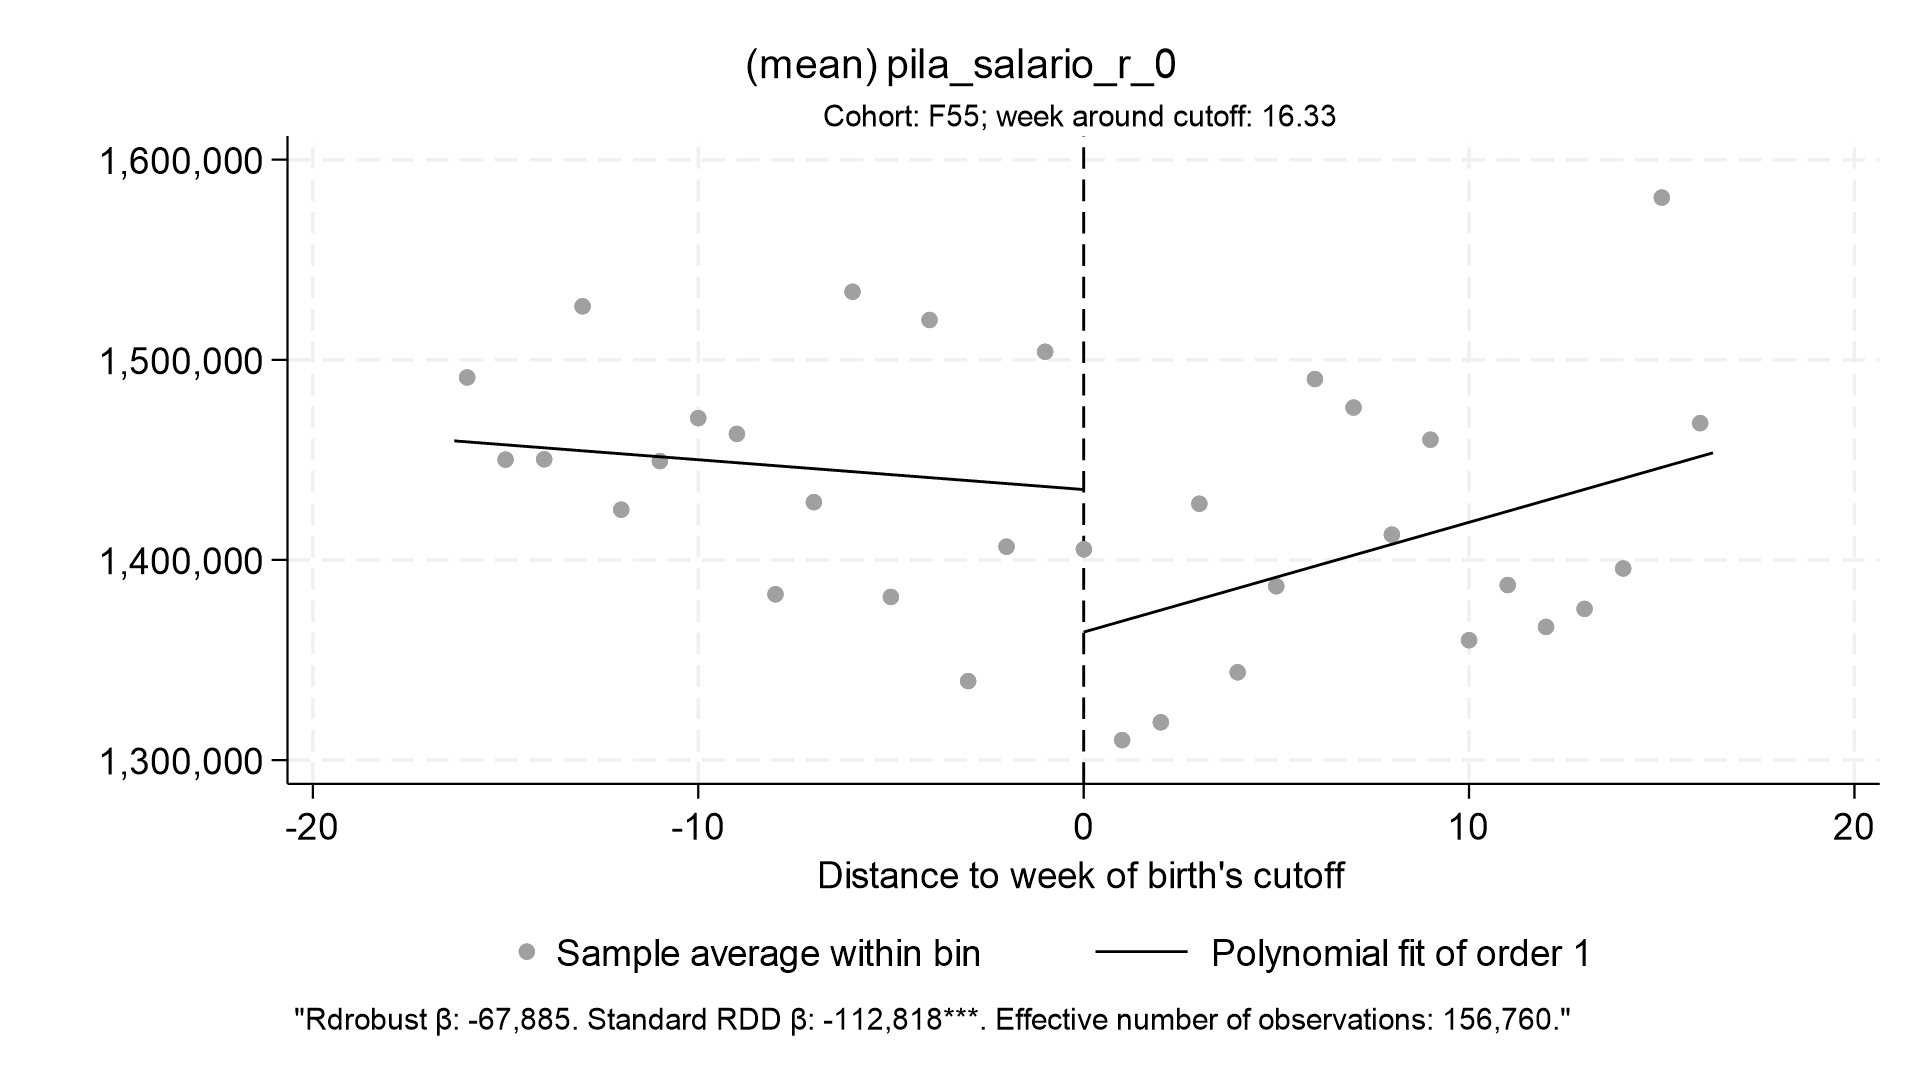 (mean) pila_salario_r_0
Cohort: F55; week around cutoff: 16.33
1,600,000
1,500,000
1,400,000
1,300,000
-20 -10 0 10 20
Distance to week of birth's cutoff
Sample average within bin Polynomial fit of order 1
"Rdrobust β: -67,885. Standard RDD β: -112,818***. Effective number of observations: 156,760."